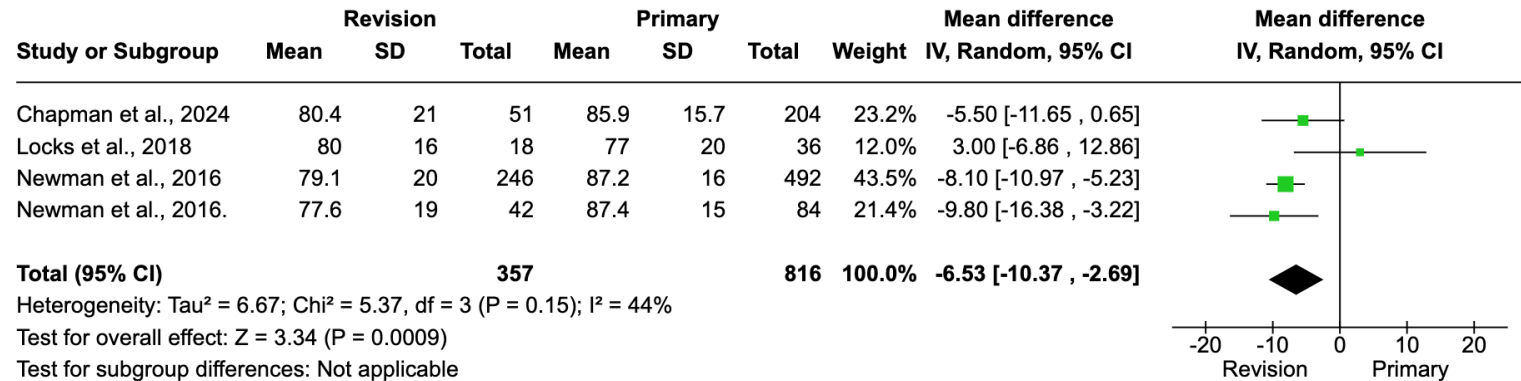 Revision Primary Mean difference Mean difference
Study or Subgroup Mean SD Total Mean SD Total Weight IV, Random, 95% CI IV, Random, 95% CI
Chapman et al., 2024 80.4 21 51 85.9 15.7 204 23.2% -5.50 [-11.65 , 0.65]
Locks et al., 2018 80 16 18 77 20 36 12.0% 3.00 [-6.86 , 12.86]
Newman et al., 2016 79.1 20 246 87.2 16 492 43.5% -8.10 [-10.97 , -5.23]
Newman et al., 2016. 77.6 19 42 87.4 15 84 21.4% -9.80 [-16.38 , -3.22]
Total (95% CI) 357 816 100.0% -6.53 [-10.37 , -2.69]
Heterogeneity: Tau² = 6.67; Chi² = 5.37, df = 3 (P = 0.15); I² = 44%
Test for overall effect: Z = 3.34 (P = 0.0009)
-20 -10 0 10 20
Test for subgroup differences: Not applicable
Revision Primary